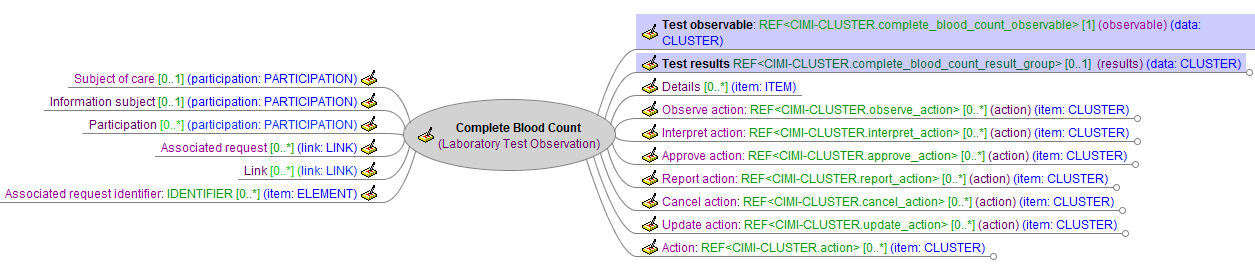 Test observable: REF<CIMI-CLUSTER.complete_blood_count_observable> [1] (observable) (data:
CLUSTER)
Test results REF<CIMI-CLUSTER.complete_blood_count_result_group> [0..1] (results) (data: CLUSTER)
Details [0..*] (item: ITEM)
Observe action: REF<CIMI-CLUSTER.observe_action> [0..*] (action) (item: CLUSTER)
Interpret action: REF<CIMI-CLUSTER.interpret_action> [0..*] (action) (item: CLUSTER)
Approve action: REF<CIMI-CLUSTER.approve_action> [0..*] (action) (item: CLUSTER)
Report action: REF<CIMI-CLUSTER.report_action> [0..*] (action) (item: CLUSTER)
Cancel action: REF<CIMI-CLUSTER.cancel_action> [0..*] (action) (item: CLUSTER)
Update action: REF<CIMI-CLUSTER.update_action> [0..*] (action) (item: CLUSTER)
Action: REF<CIMI-CLUSTER.action> [0..*] (item: CLUSTER)
Complete Blood Count
(Laboratory Test Observation)
Subject of care [0..1] (participation: PARTICIPATION)
Information subject [0..1] (participation: PARTICIPATION)
Participation [0..*] (participation: PARTICIPATION)
Associated request [0..*] (link: LINK)
Link [0..*] (link: LINK)
Associated request identifier: IDENTIFIER [0..*] (item: ELEMENT)